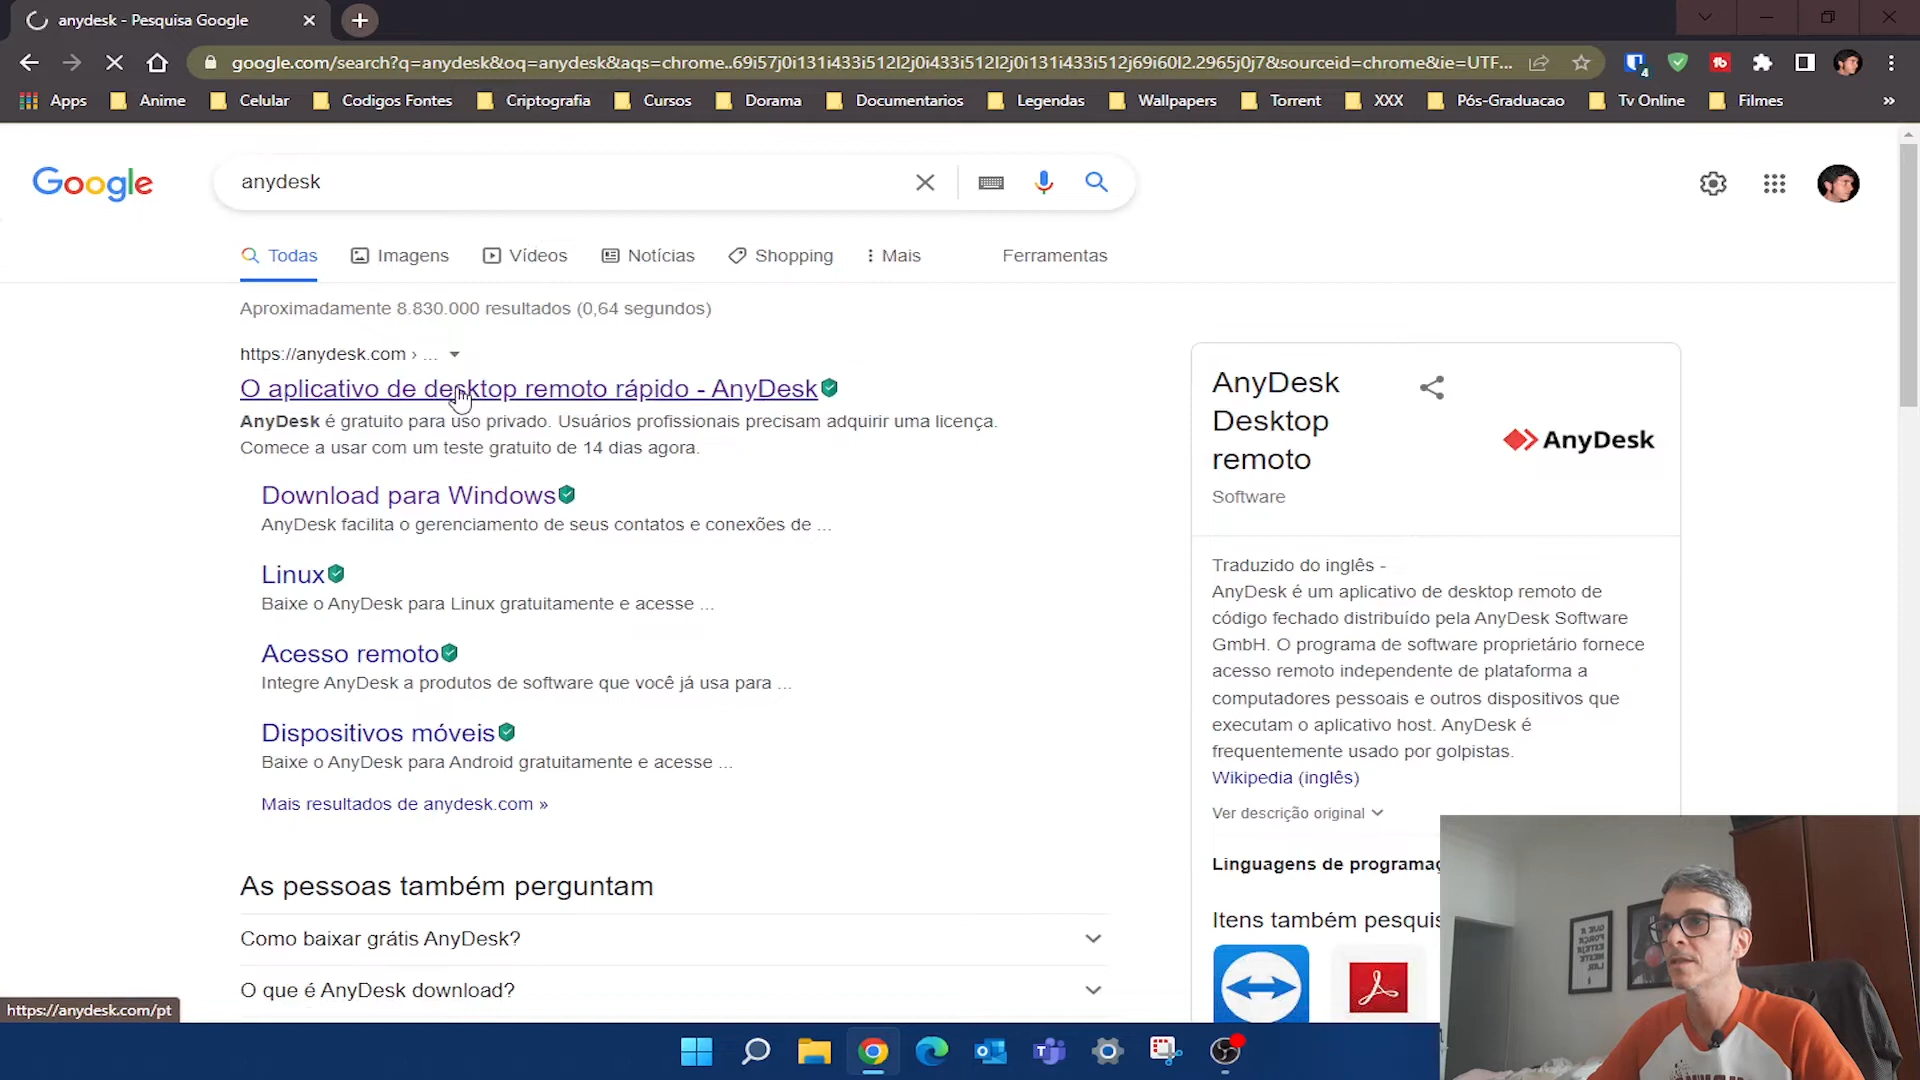 anydesk - Pesquisa Google
google.com/search?q=anydesk&oq=anydesk&aqs=chrome..69i57j0i131i433i512l2j0i433i512l2j0i131i433i512j69i60l2.2965j0j7&sourceid=chrome&ie=UTF...
4
Apps Anime Celular Codigos Fontes Criptografia Cursos Dorama Documentarios Legendas Wallpapers Torrent XXX Pós-Graduacao Tv Online Filmes »
Google
anydesk
Todas Imagens Vídeos Notícias Shopping Mais Ferramentas
Aproximadamente 8.830.000 resultados (0,64 segundos)
https://anydesk.com › ...
O aplicativo de desktop remoto rápido - AnyDesk
AnyDesk é gratuito para uso privado. Usuários profissionais precisam adquirir uma licença.
Comece a usar com um teste gratuito de 14 dias agora.
Download para Windows
AnyDesk facilita o gerenciamento de seus contatos e conexões de ...
Linux
Baixe o AnyDesk para Linux gratuitamente e acesse ...
Acesso remoto
Integre AnyDesk a produtos de software que você já usa para ...
Dispositivos móveis
Baixe o AnyDesk para Android gratuitamente e acesse ...
Mais resultados de anydesk.com »
As pessoas também perguntam
Como baixar grátis AnyDesk?
O que é AnyDesk download?
https://anydesk.com/pt
AnyDesk
Desktop
remoto
Software
AnyDesk
Traduzido do inglês -
AnyDesk é um aplicativo de desktop remoto de
código fechado distribuído pela AnyDesk Software
GmbH. O programa de software proprietário fornece
acesso remoto independente de plataforma a
computadores pessoais e outros dispositivos que
executam o aplicativo host. AnyDesk é
frequentemente usado por golpistas.
Wikipedia (inglês)
Ver descrição original
Linguagens de programaç
Itens também pesquis